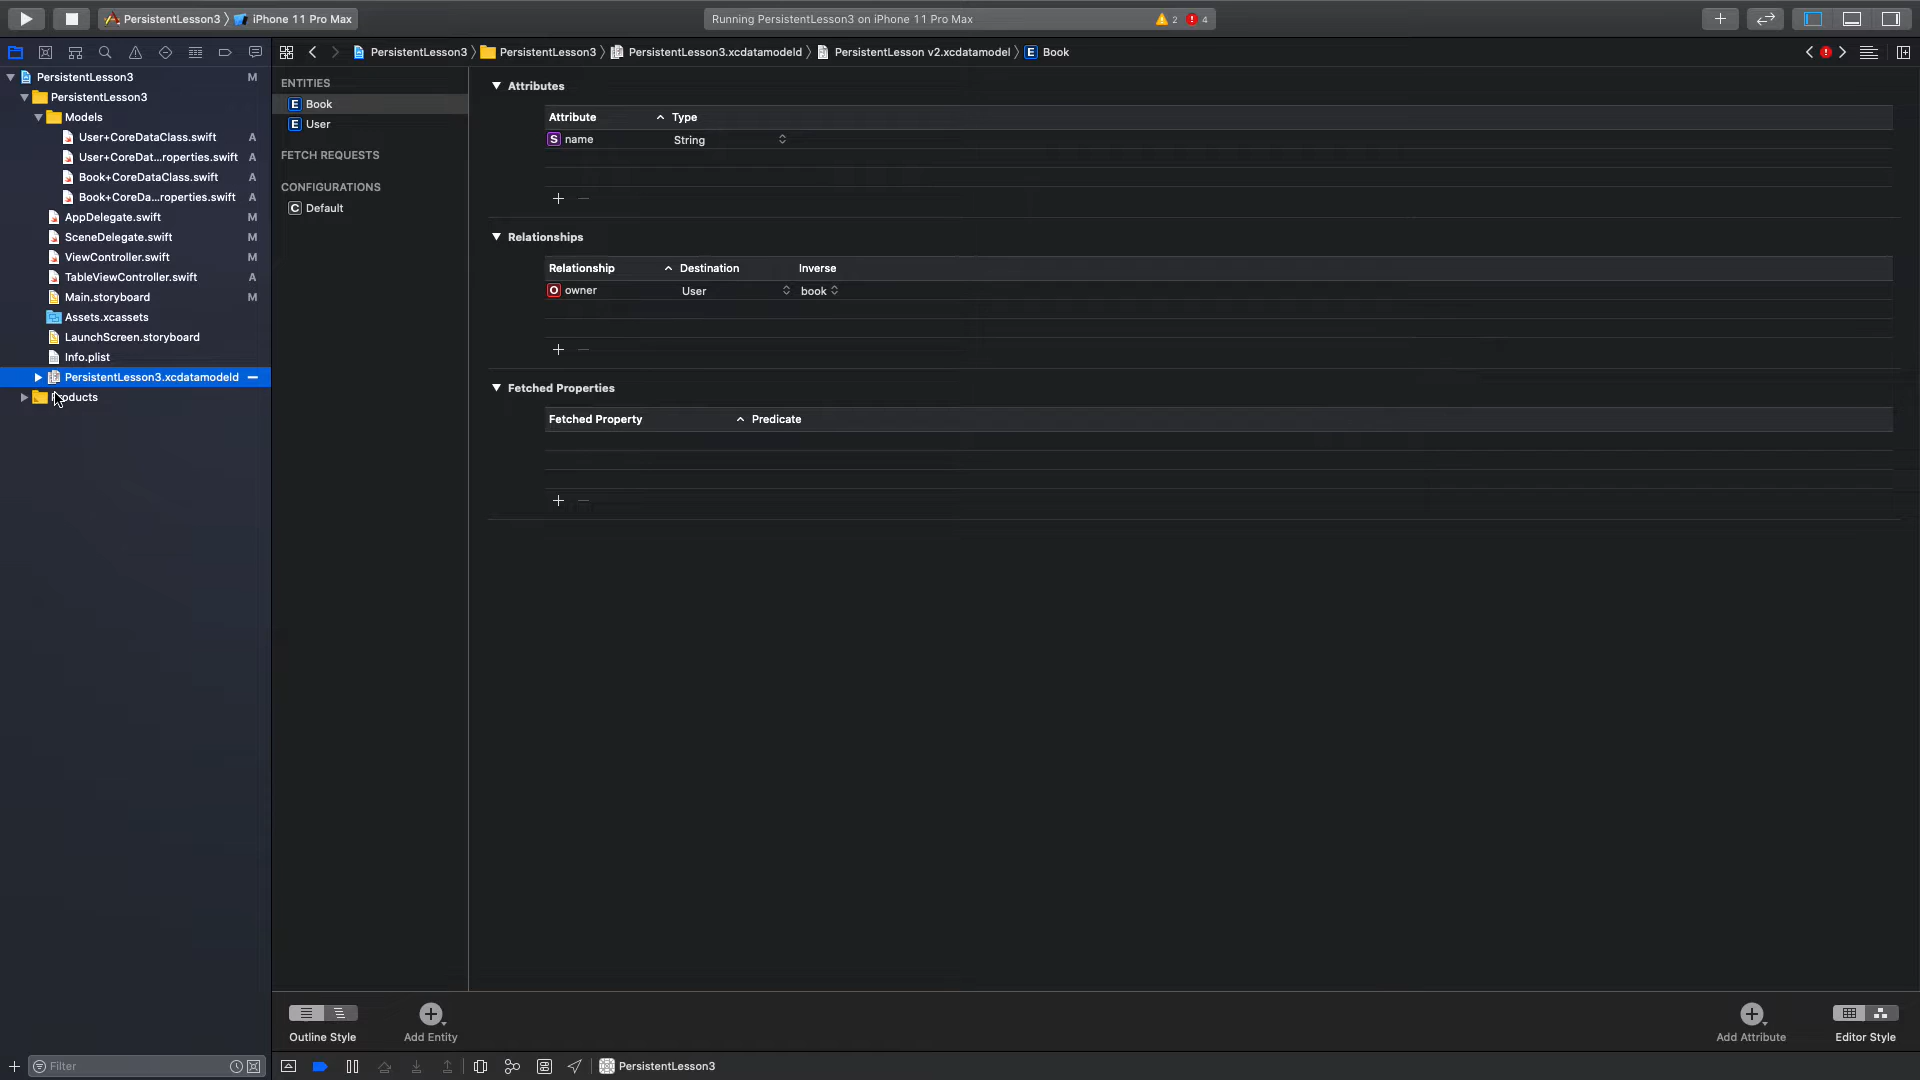 PersistentLesson3 iPhone 11 Pro Max
Running PersistentLesson3 on iPhone 11 Pro Max
2 4
PersistentLesson3 PersistentLesson3 PersistentLesson3.xcdatamodeld PersistentLesson v2.xcdatamodel E Book
PersistentLesson3 M
PersistentLesson3
Models
User+CoreDataClass.swift A
User+CoreDat...roperties.swift A
Book+CoreDataClass.swift A
Book+CoreDa...roperties.swift A
AppDelegate.swift M
SceneDelegate.swift M
ViewController.swift M
TableViewController.swift A
Main.storyboard M
Assets.xcassets
LaunchScreen.storyboard
Info.plist
PersistentLesson3.xcdatamodeld
oducts
Filter
ENTITIES
E Book
E User
FETCH REQUESTS
CONFIGURATIONS
C Default
Attributes
Attribute Type
S name String
Relationships
Relationship Destination Inverse
O owner User book
Fetched Properties
Fetched Property Predicate
Outline Style
Add Entity
Add Attribute
Editor Style
PersistentLesson3